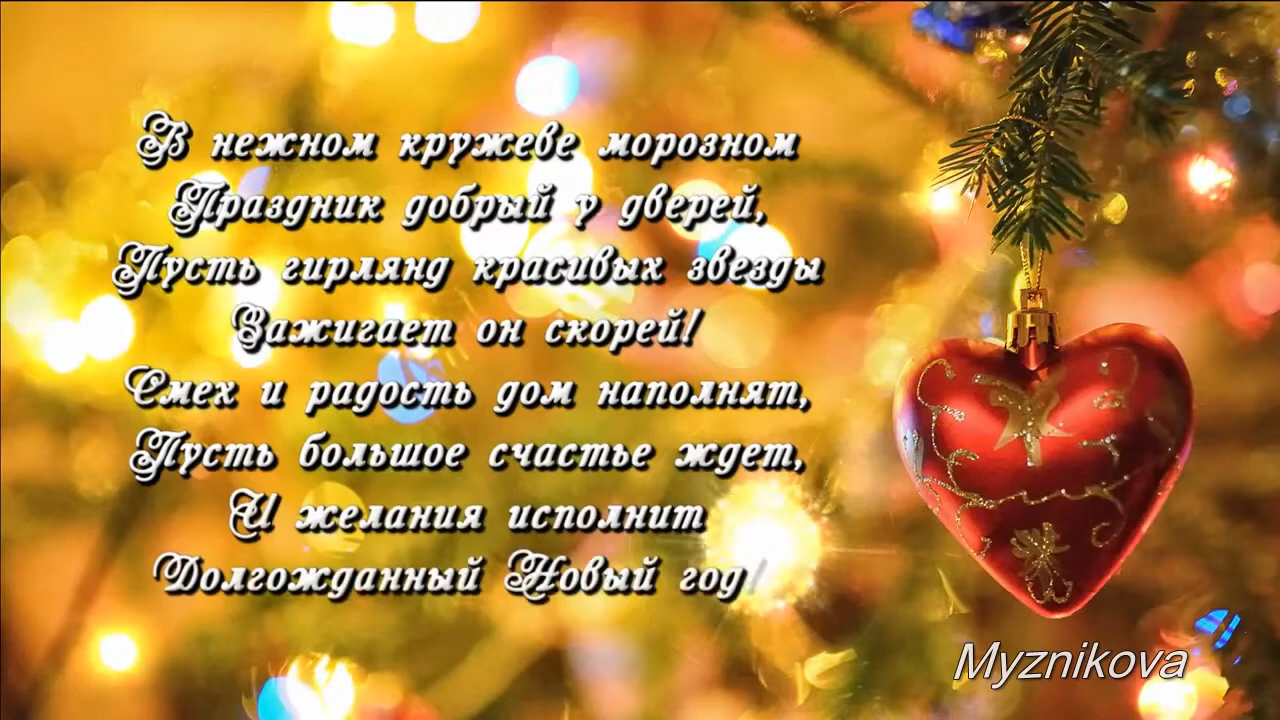 В нежном кружеве морозном
Праздник добрый у дверей,
Пусть гирлянд красивых звезды
Зажигает он скорей!
Смех и радость дом наполнят,
Пусть большое счастье ждет,
И желания исполнит
Долгожданный Новый год!
Myznikova